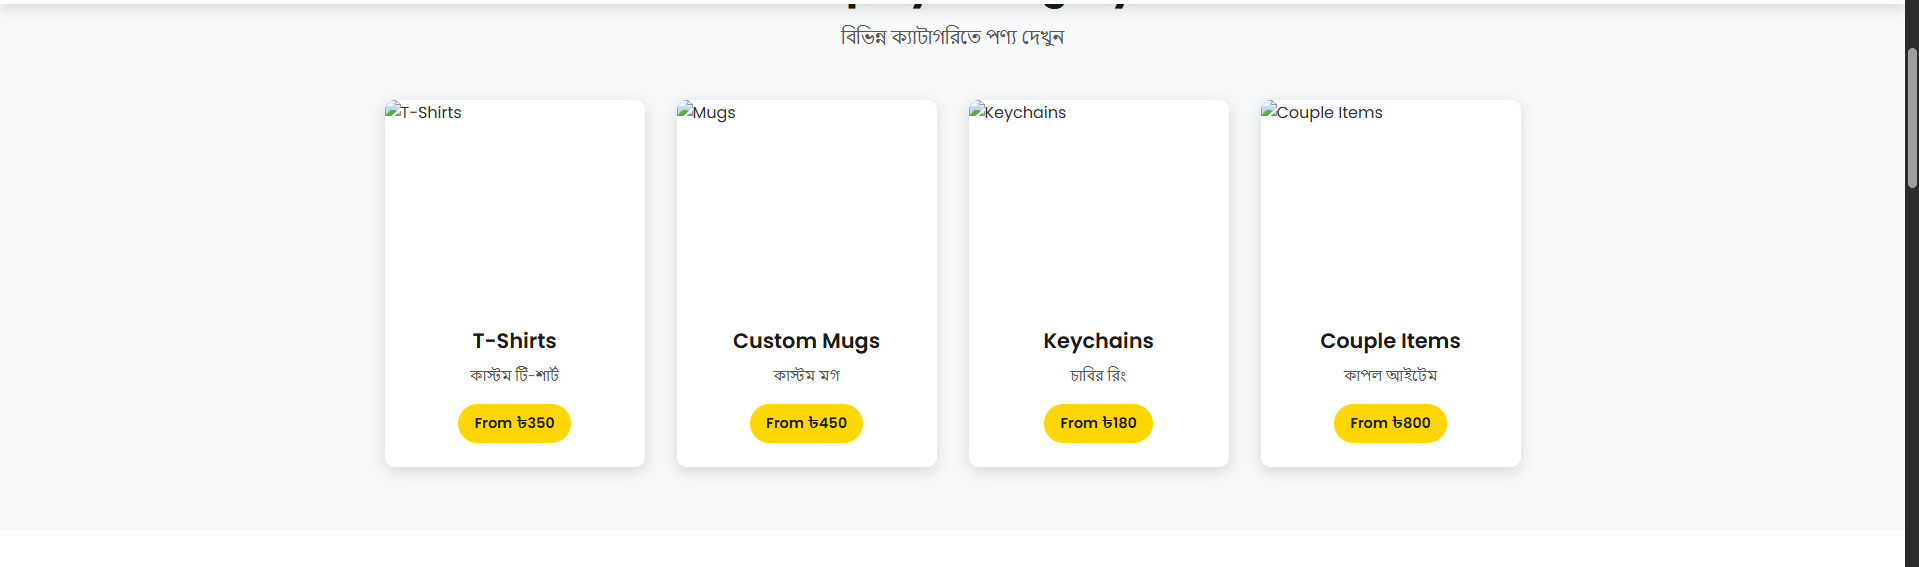 বিভিন্ন ক্যাটাগরিতে পণ্য দেখুন
T-Shirts
Mugs
Keychains
Couple Items
T-Shirts
কাস্টম টি-শার্ট
From ৳350
Custom Mugs
কাস্টম মগ
From ৳450
Keychains
চাবির রিং
From ৳180
Couple Items
কাপল আইটেম
From ৳800